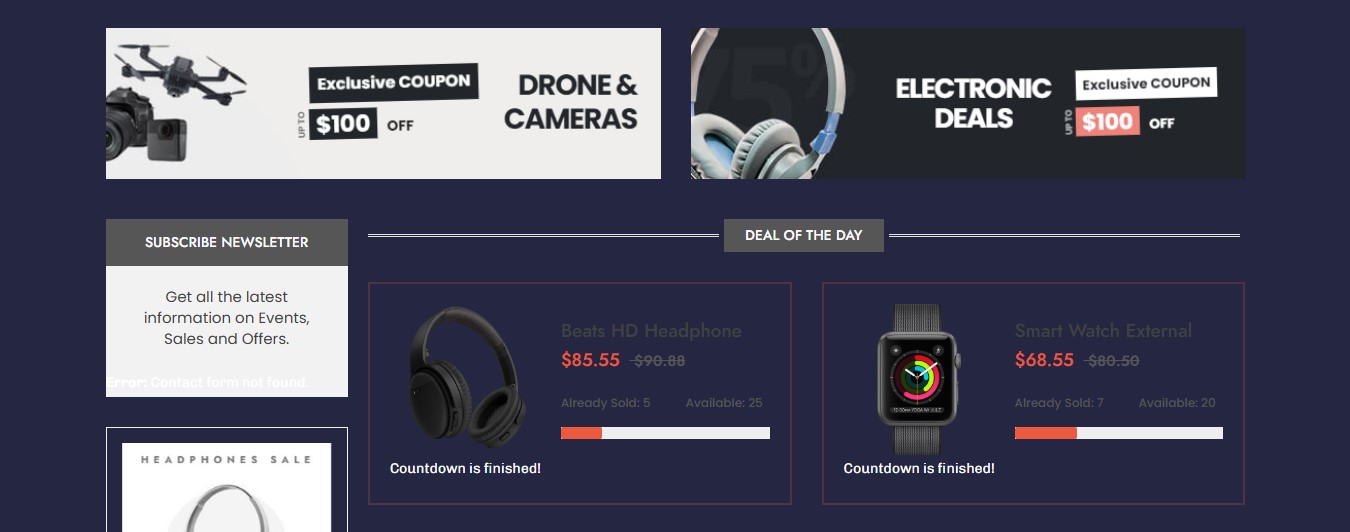 Exclusive COUPON
UP TO $100 OFF
DRONE &
CAMERAS
75%
ELECTRONIC
DEALS
Exclusive COUPON
UP TO $100 OFF
SUBSCRIBE NEWSLETTER
Get all the latest
information on Events,
Sales and Offers.
Error: Contact form not found.
HEADPHONES SALE
DEAL OF THE DAY
Beats HD Headphone
$85.55 $90.88
Already Sold: 5 Available: 25
Countdown is finished!
Smart Watch External
$68.55 $80.50
Already Sold: 7 Available: 20
Countdown is finished!